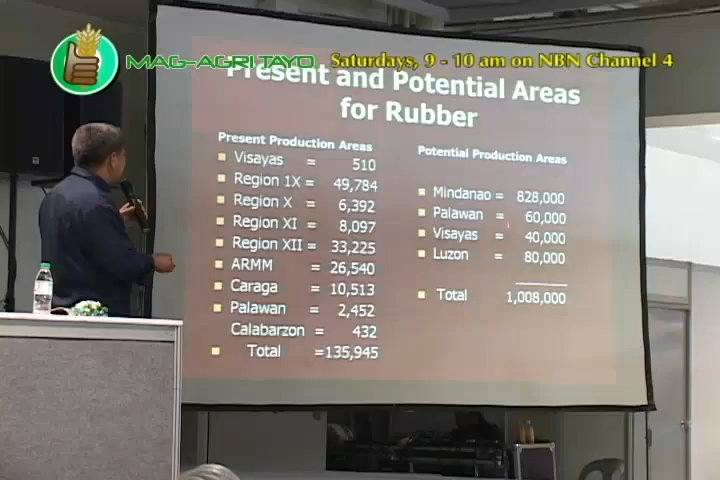 MAG-AGRI TAYO Saturdays, 9 - 10 am on NBN Channel 4
Present and Potential Areas
for Rubber
Present Production Areas
Visayas = 510
Region 1X = 49,784
Region X = 6,392
Region XI = 8,097
Region XII = 33,225
ARMM = 26,540
Caraga = 10,513
Palawan = 2,452
Calabarzon = 432
Total =135,945
Potential Production Areas
Mindanao = 828,000
Palawan = 60,000
Visayas = 40,000
Luzon = 80,000
Total 1,008,000